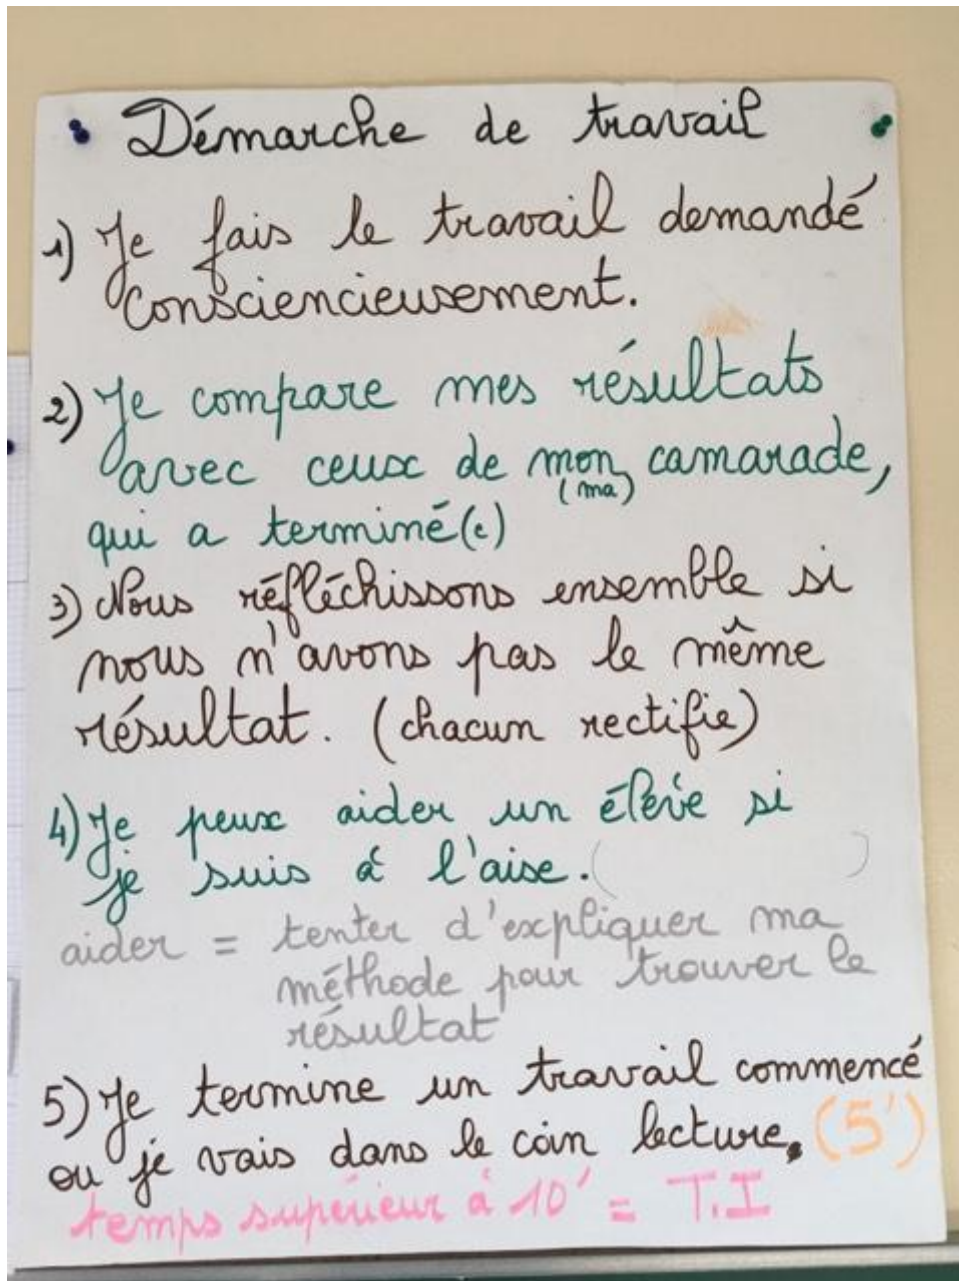 Démarche de travail
1) Je fais le travail demandé
consciencieusement.
2) Je compare mes résultats
avec ceux de mon camarade,
(ma)
qui a terminé(e)
3) Nous réfléchissons ensemble si
nous n'avons pas le même
résultat. (chacun rectifie)
4) Je peux aider un élève si
je suis à l'aise. ( )
aider = tenter d'expliquer ma
méthode pour trouver le
résultat
5) Je termine un travail commencé
ou je vais dans le coin lecture. (5')
temps supérieur à 10' = T.I